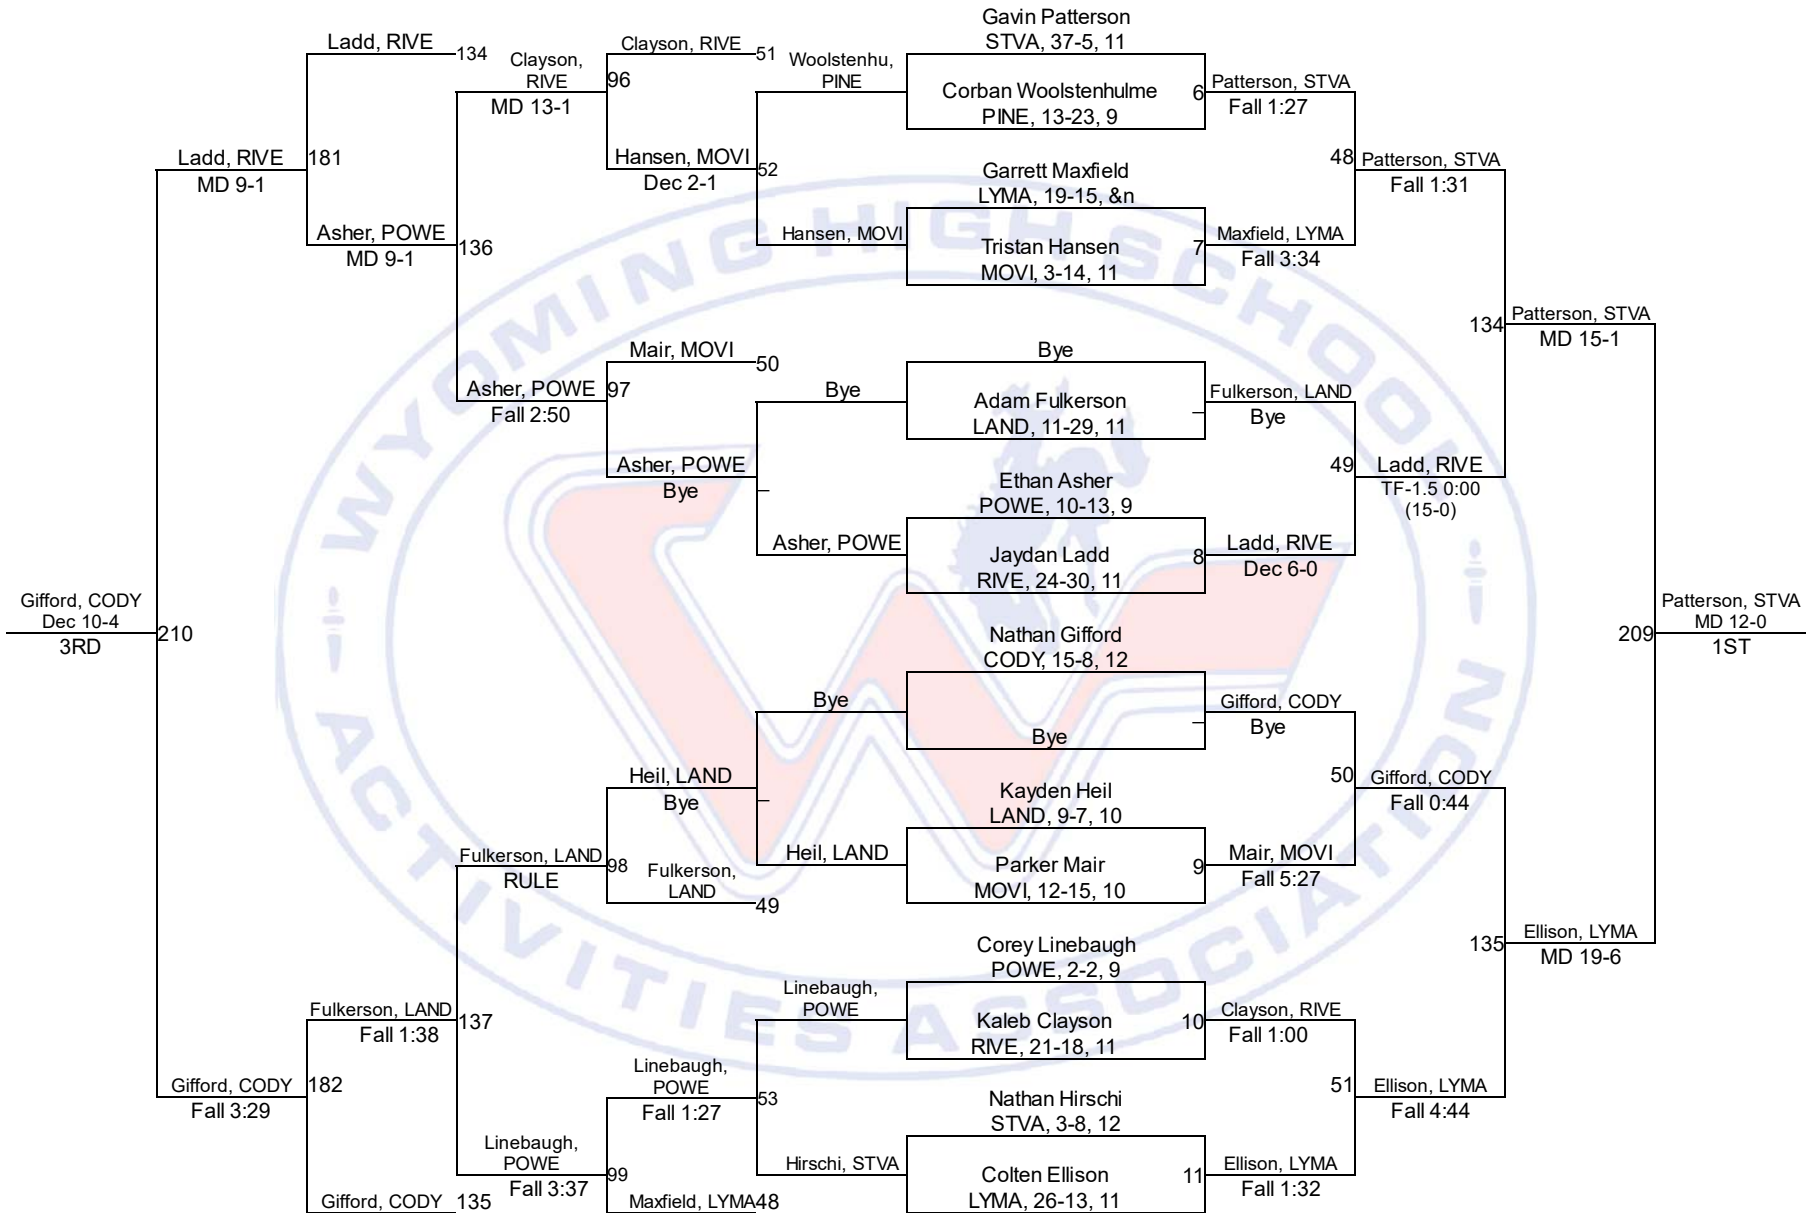 Gavin Patterson
STVA, 37-5, 11
Corban Woolstenhulme
PINE, 13-23, 9
6
Garrett Maxfield
LYMA, 19-15, &n
Tristan Hansen
MOVI, 3-14, 11
7
Bye
Adam Fulkerson
LAND, 11-29, 11
_
Ethan Asher
POWE, 10-13, 9
Jaydan Ladd
RIVE, 24-30, 11
8
Nathan Gifford
CODY, 15-8, 12
Bye
_
Kayden Heil
LAND, 9-7, 10
Parker Mair
MOVI, 12-15, 10
9
Corey Linebaugh
POWE, 2-2, 9
Kaleb Clayson
RIVE, 21-18, 11
10
Nathan Hirschi
STVA, 3-8, 12
Colten Ellison
LYMA, 26-13, 11
11
Patterson, STVA
Fall 1:27
Maxfield, LYMA
Fall 3:34
48
Fulkerson, LAND
Bye
Ladd, RIVE
Dec 6-0
49
Gifford, CODY
Bye
Mair, MOVI
Fall 5:27
50
Clayson, RIVE
Fall 1:00
Ellison, LYMA
Fall 1:32
51
Patterson, STVA
Fall 1:31
Ladd, RIVE
TF-1.5 0:00
(15-0)
134
Gifford, CODY
Fall 0:44
Ellison, LYMA
Fall 4:44
135
Patterson, STVA
MD 15-1
Ellison, LYMA
MD 19-6
209
Patterson, STVA
MD 12-0
1ST
Woolstenhu,
PINE
Hansen, MOVI
52
Bye
Asher, POWE
_
Bye
Heil, LAND
_
Linebaugh,
POWE
Hirschi, STVA
53
Clayson, RIVE
51
Hansen, MOVI
Dec 2-1
96
Mair, MOVI
50
Asher, POWE
Bye
97
Heil, LAND
Bye
Fulkerson,
LAND
49
98
Linebaugh,
POWE
Fall 1:27
Maxfield, LYMA
48
99
Clayson,
RIVE
MD 13-1
Asher, POWE
Fall 2:50
136
Fulkerson, LAND
RULE
Linebaugh,
POWE
Fall 3:37
137
Ladd, RIVE
134
Asher, POWE
MD 9-1
181
Fulkerson, LAND
Fall 1:38
Gifford, CODY
135
182
Ladd, RIVE
MD 9-1
Gifford, CODY
Fall 3:29
210
Gifford, CODY
Dec 10-4
3RD
WYOMING HIGH SCHOOL
ACTIVITIES ASSOCIATION